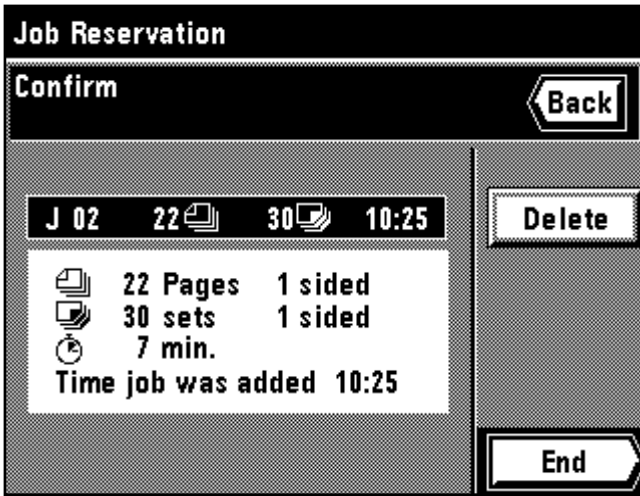 Job Reservation
Confirm
Back
J 02 22 30 10:25
Delete
22 Pages 1 sided
30 sets 1 sided
7 min.
Time job was added 10:25
End